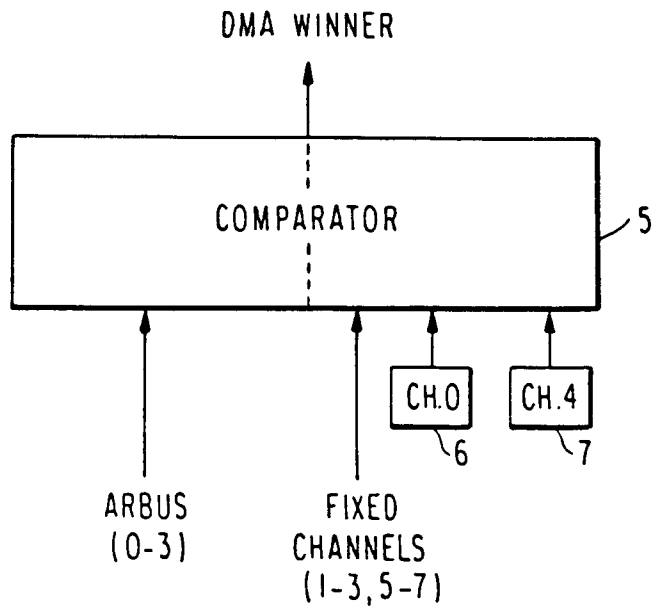 DMA WINNER
COMPARATOR
5
CH.0
CH.4
6
7
ARBUS
(0-3)
FIXED
CHANNELS
(1-3,5-7)